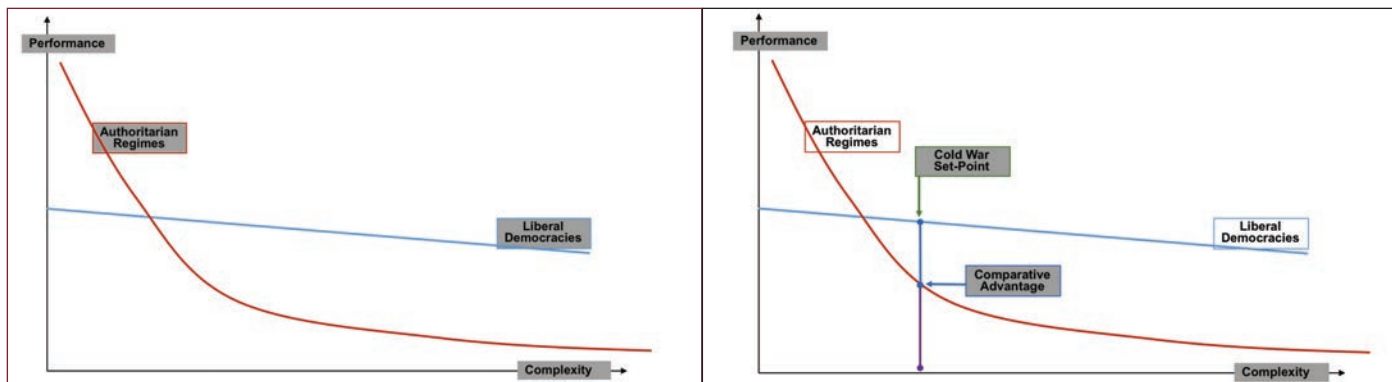 Performance
Authoritarian
Regimes
Liberal
Democracies
Complexity
Performance
Authoritarian
Regimes
Cold War
Set-Point
Liberal
Democracies
Comparative
Advantage
Complexity